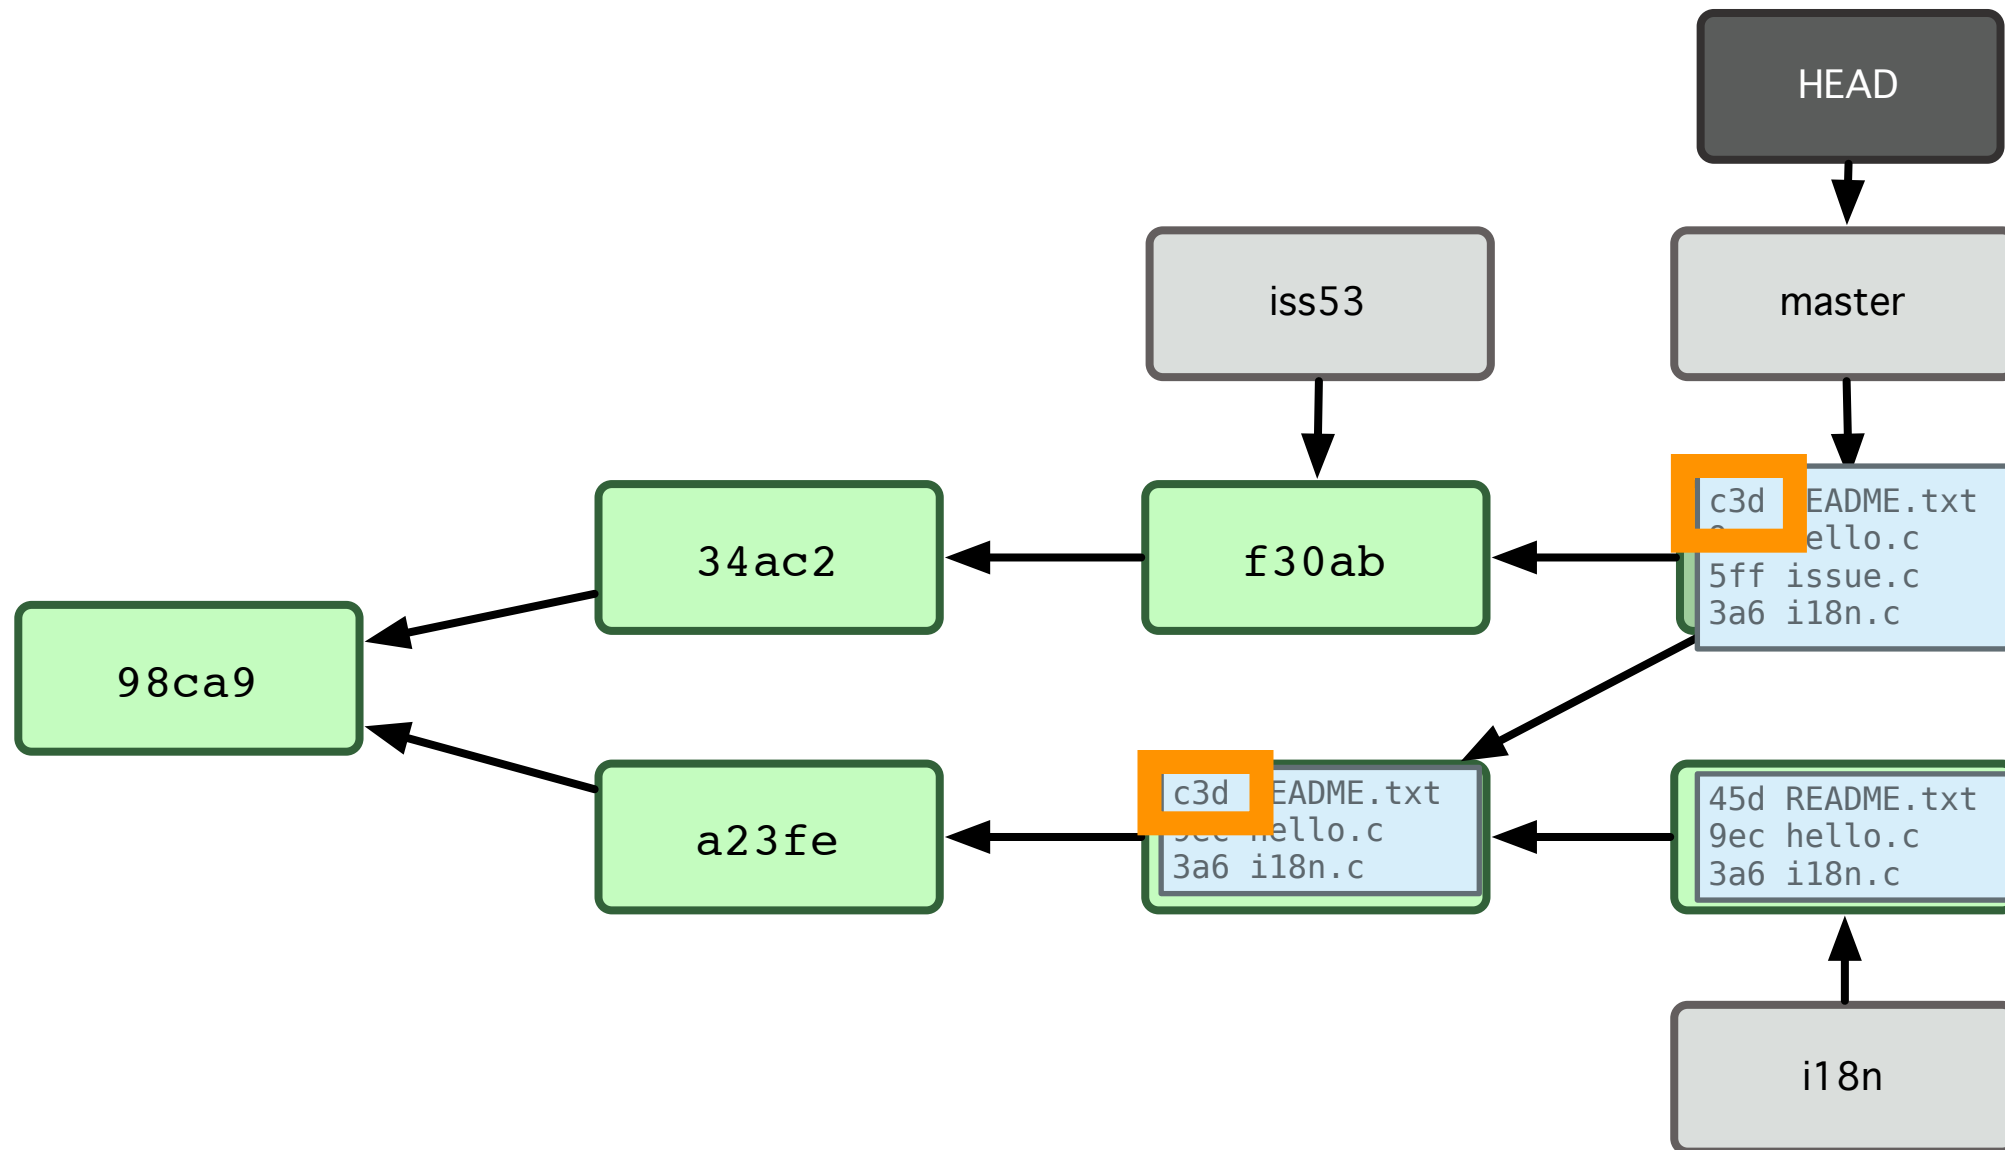 HEAD
iss53
master
c3d EADME.txt
ello.c
5ff issue.c
3a6 i18n.c
34ac2
f30ab
98ca9
a23fe
c3d EADME.txt
hello.c
3a6 i18n.c
45d README.txt
9ec hello.c
3a6 i18n.c
i18n